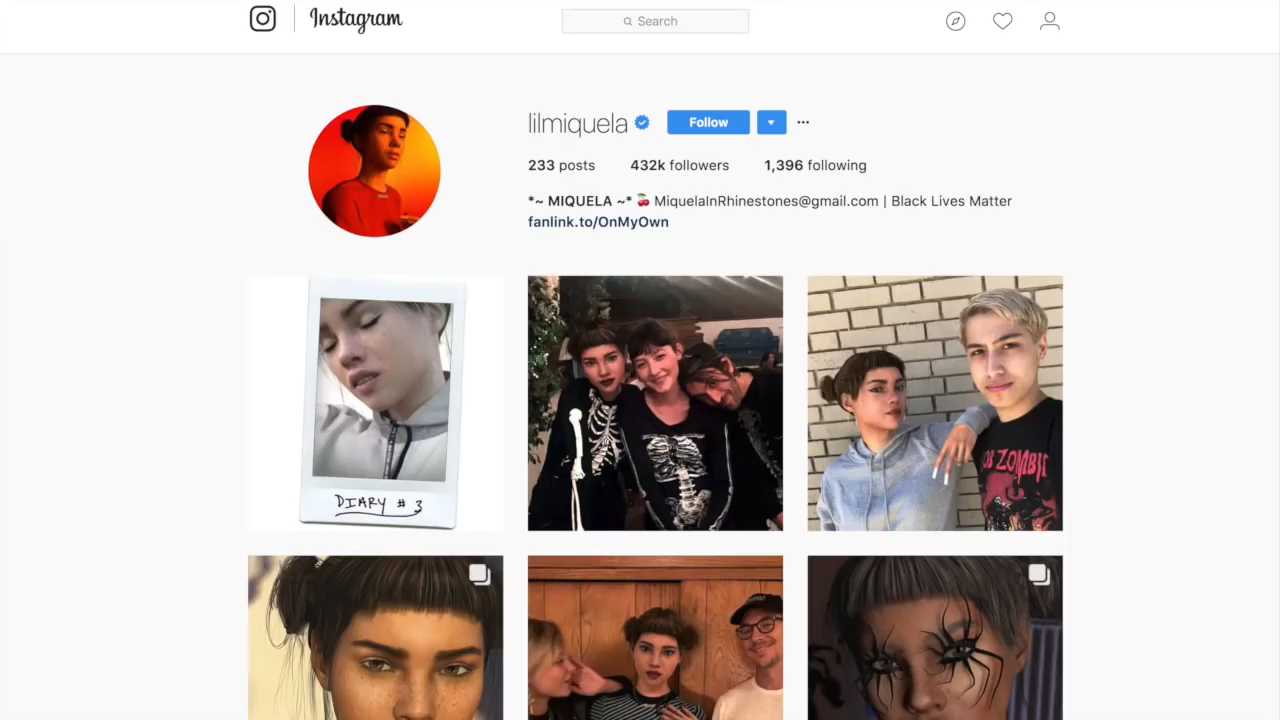 Instagram
Search
lilmiquela Follow
233 posts 432k followers 1,396 following
*~ MIQUELA ~* 🍒 MiquelaInRhinestones@gmail.com | Black Lives Matter
fanlink.to/OnMyOwn
DIARY # 3
OB ZOMBIE